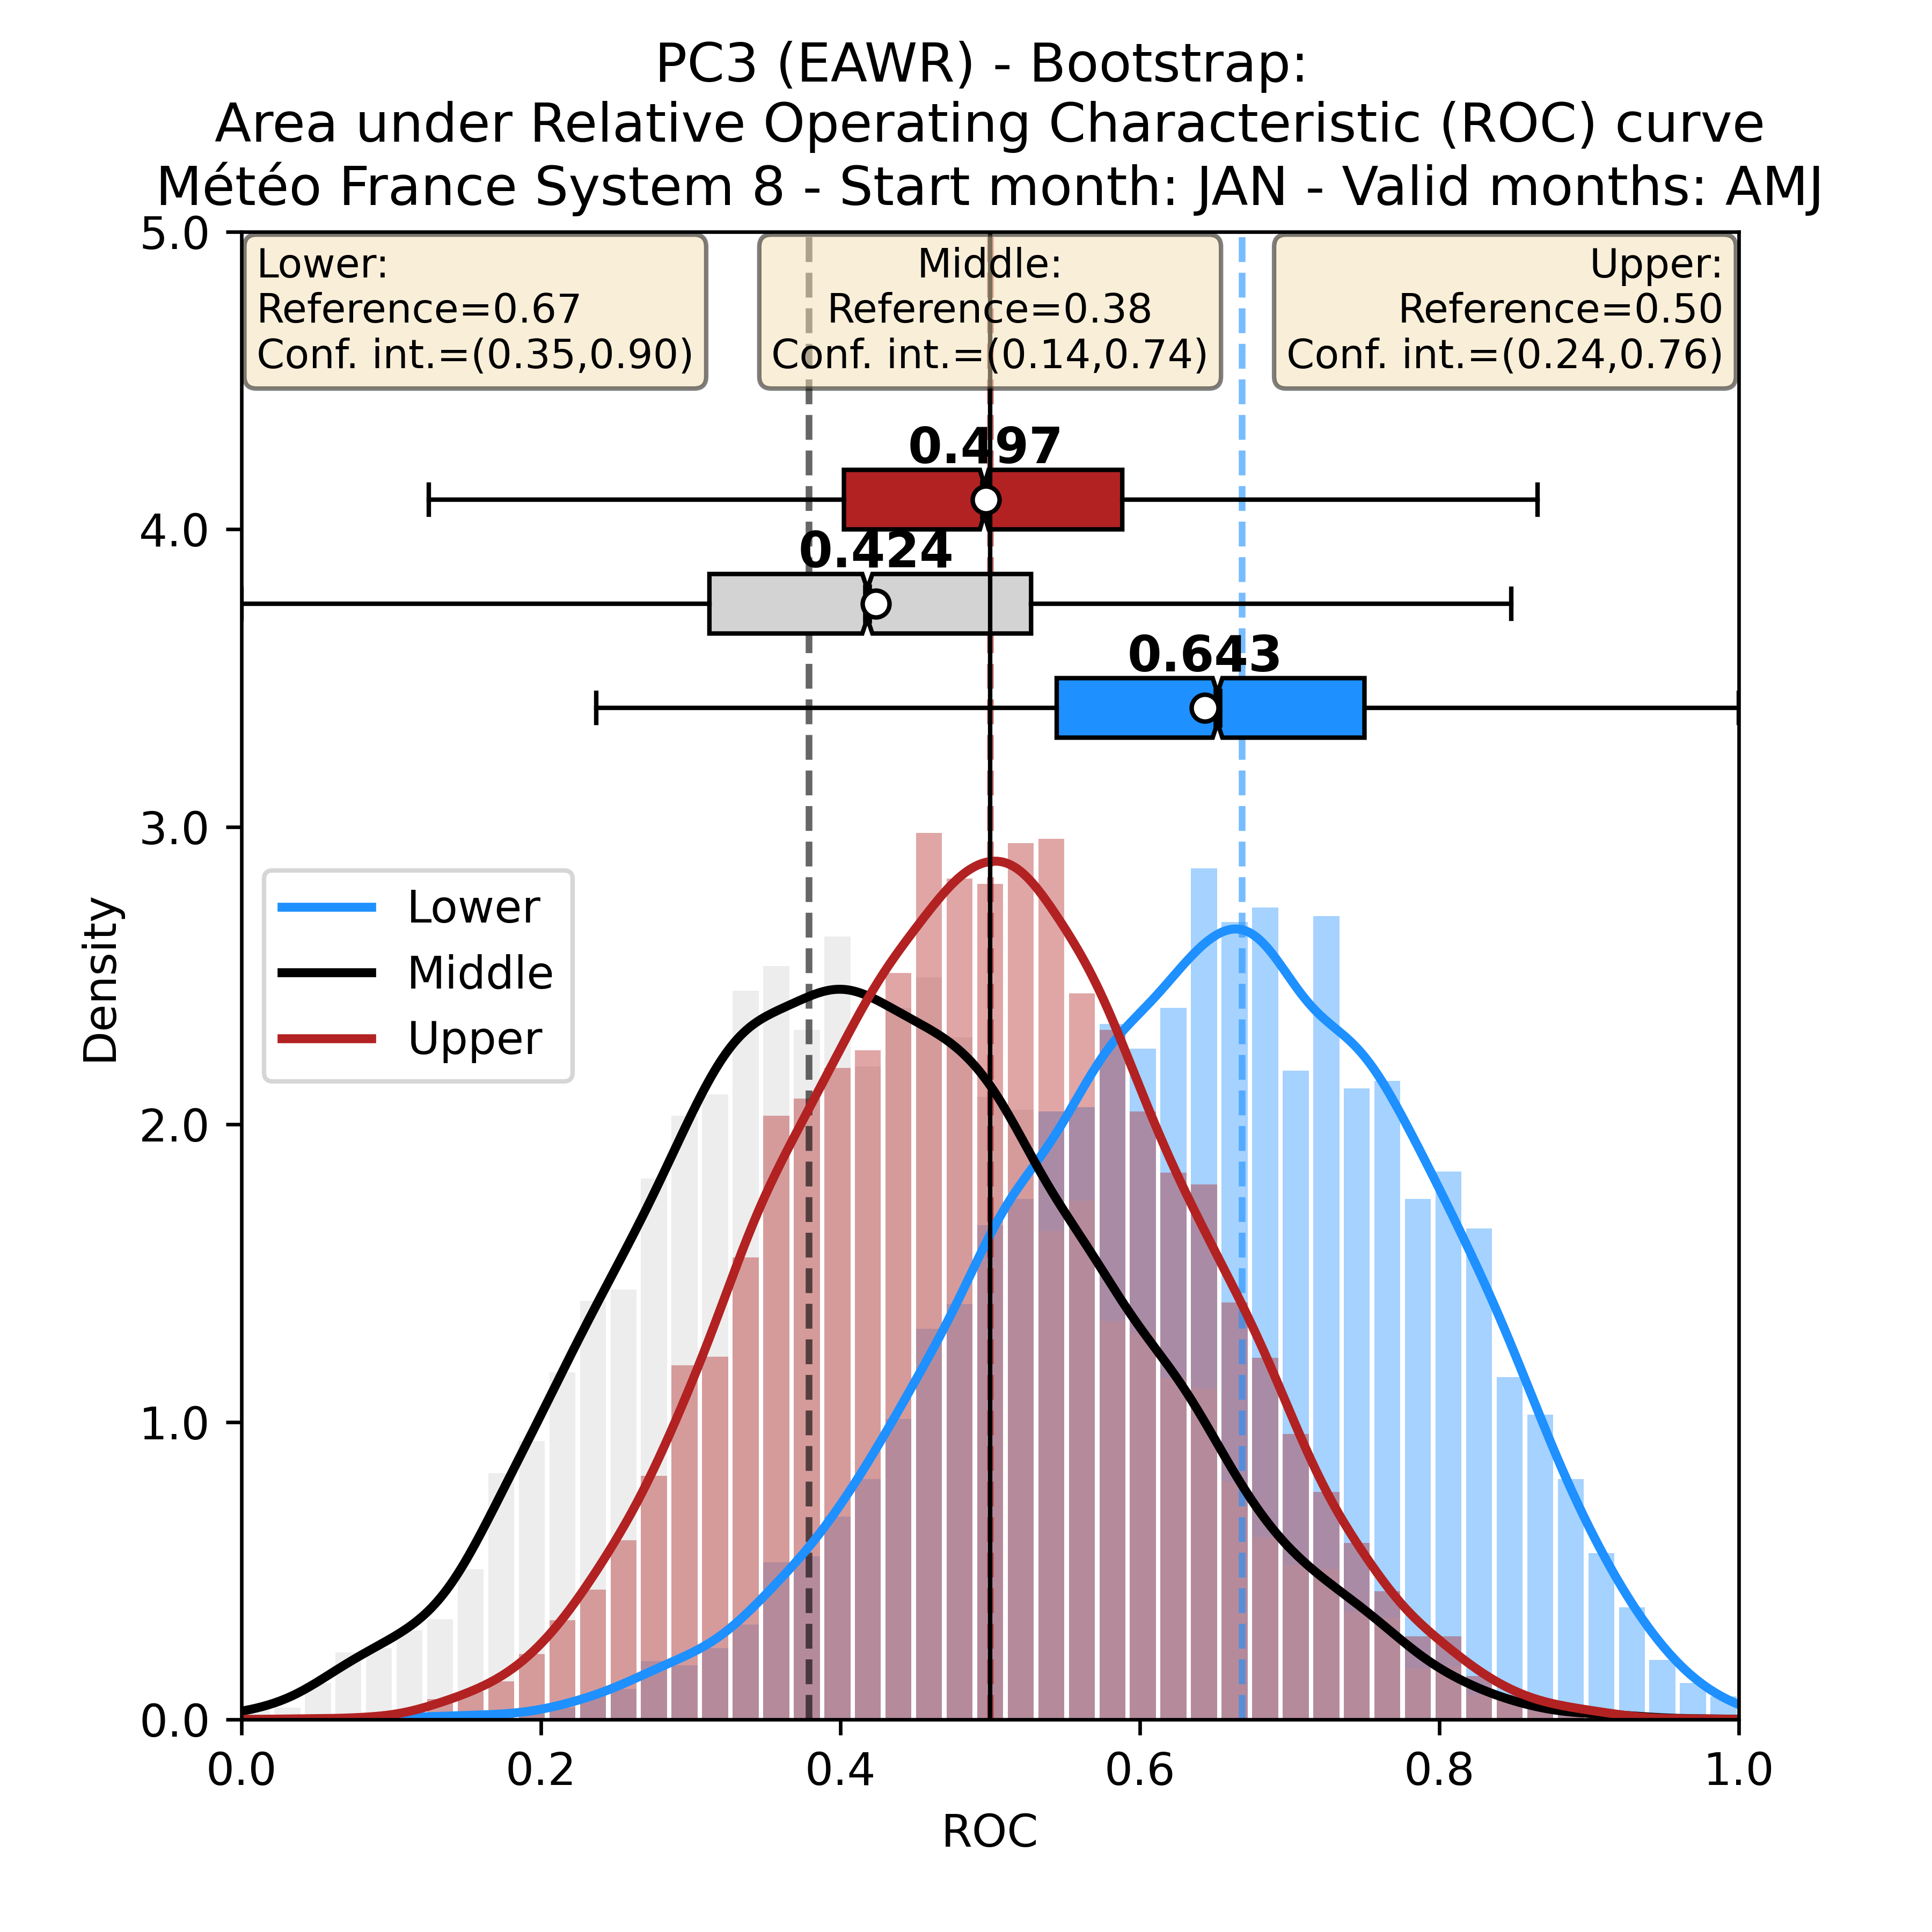 PC3 (EAWR) - Bootstrap:
Area under Relative Operating Characteristic (ROC) curve
Météo France System 8 - Start month: JAN - Valid months: AMJ
Lower:
Reference=0.67
Conf. int.=(0.35,0.90)
Middle:
Reference=0.38
Conf. int.=(0.14,0.74)
Upper:
Reference=0.50
Conf. int.=(0.24,0.76)
0.497
0.424
0.643
Lower
Middle
Upper
Density
5.0
4.0
3.0
2.0
1.0
0.0
0.0 0.2 0.4 0.6 0.8 1.0
ROC